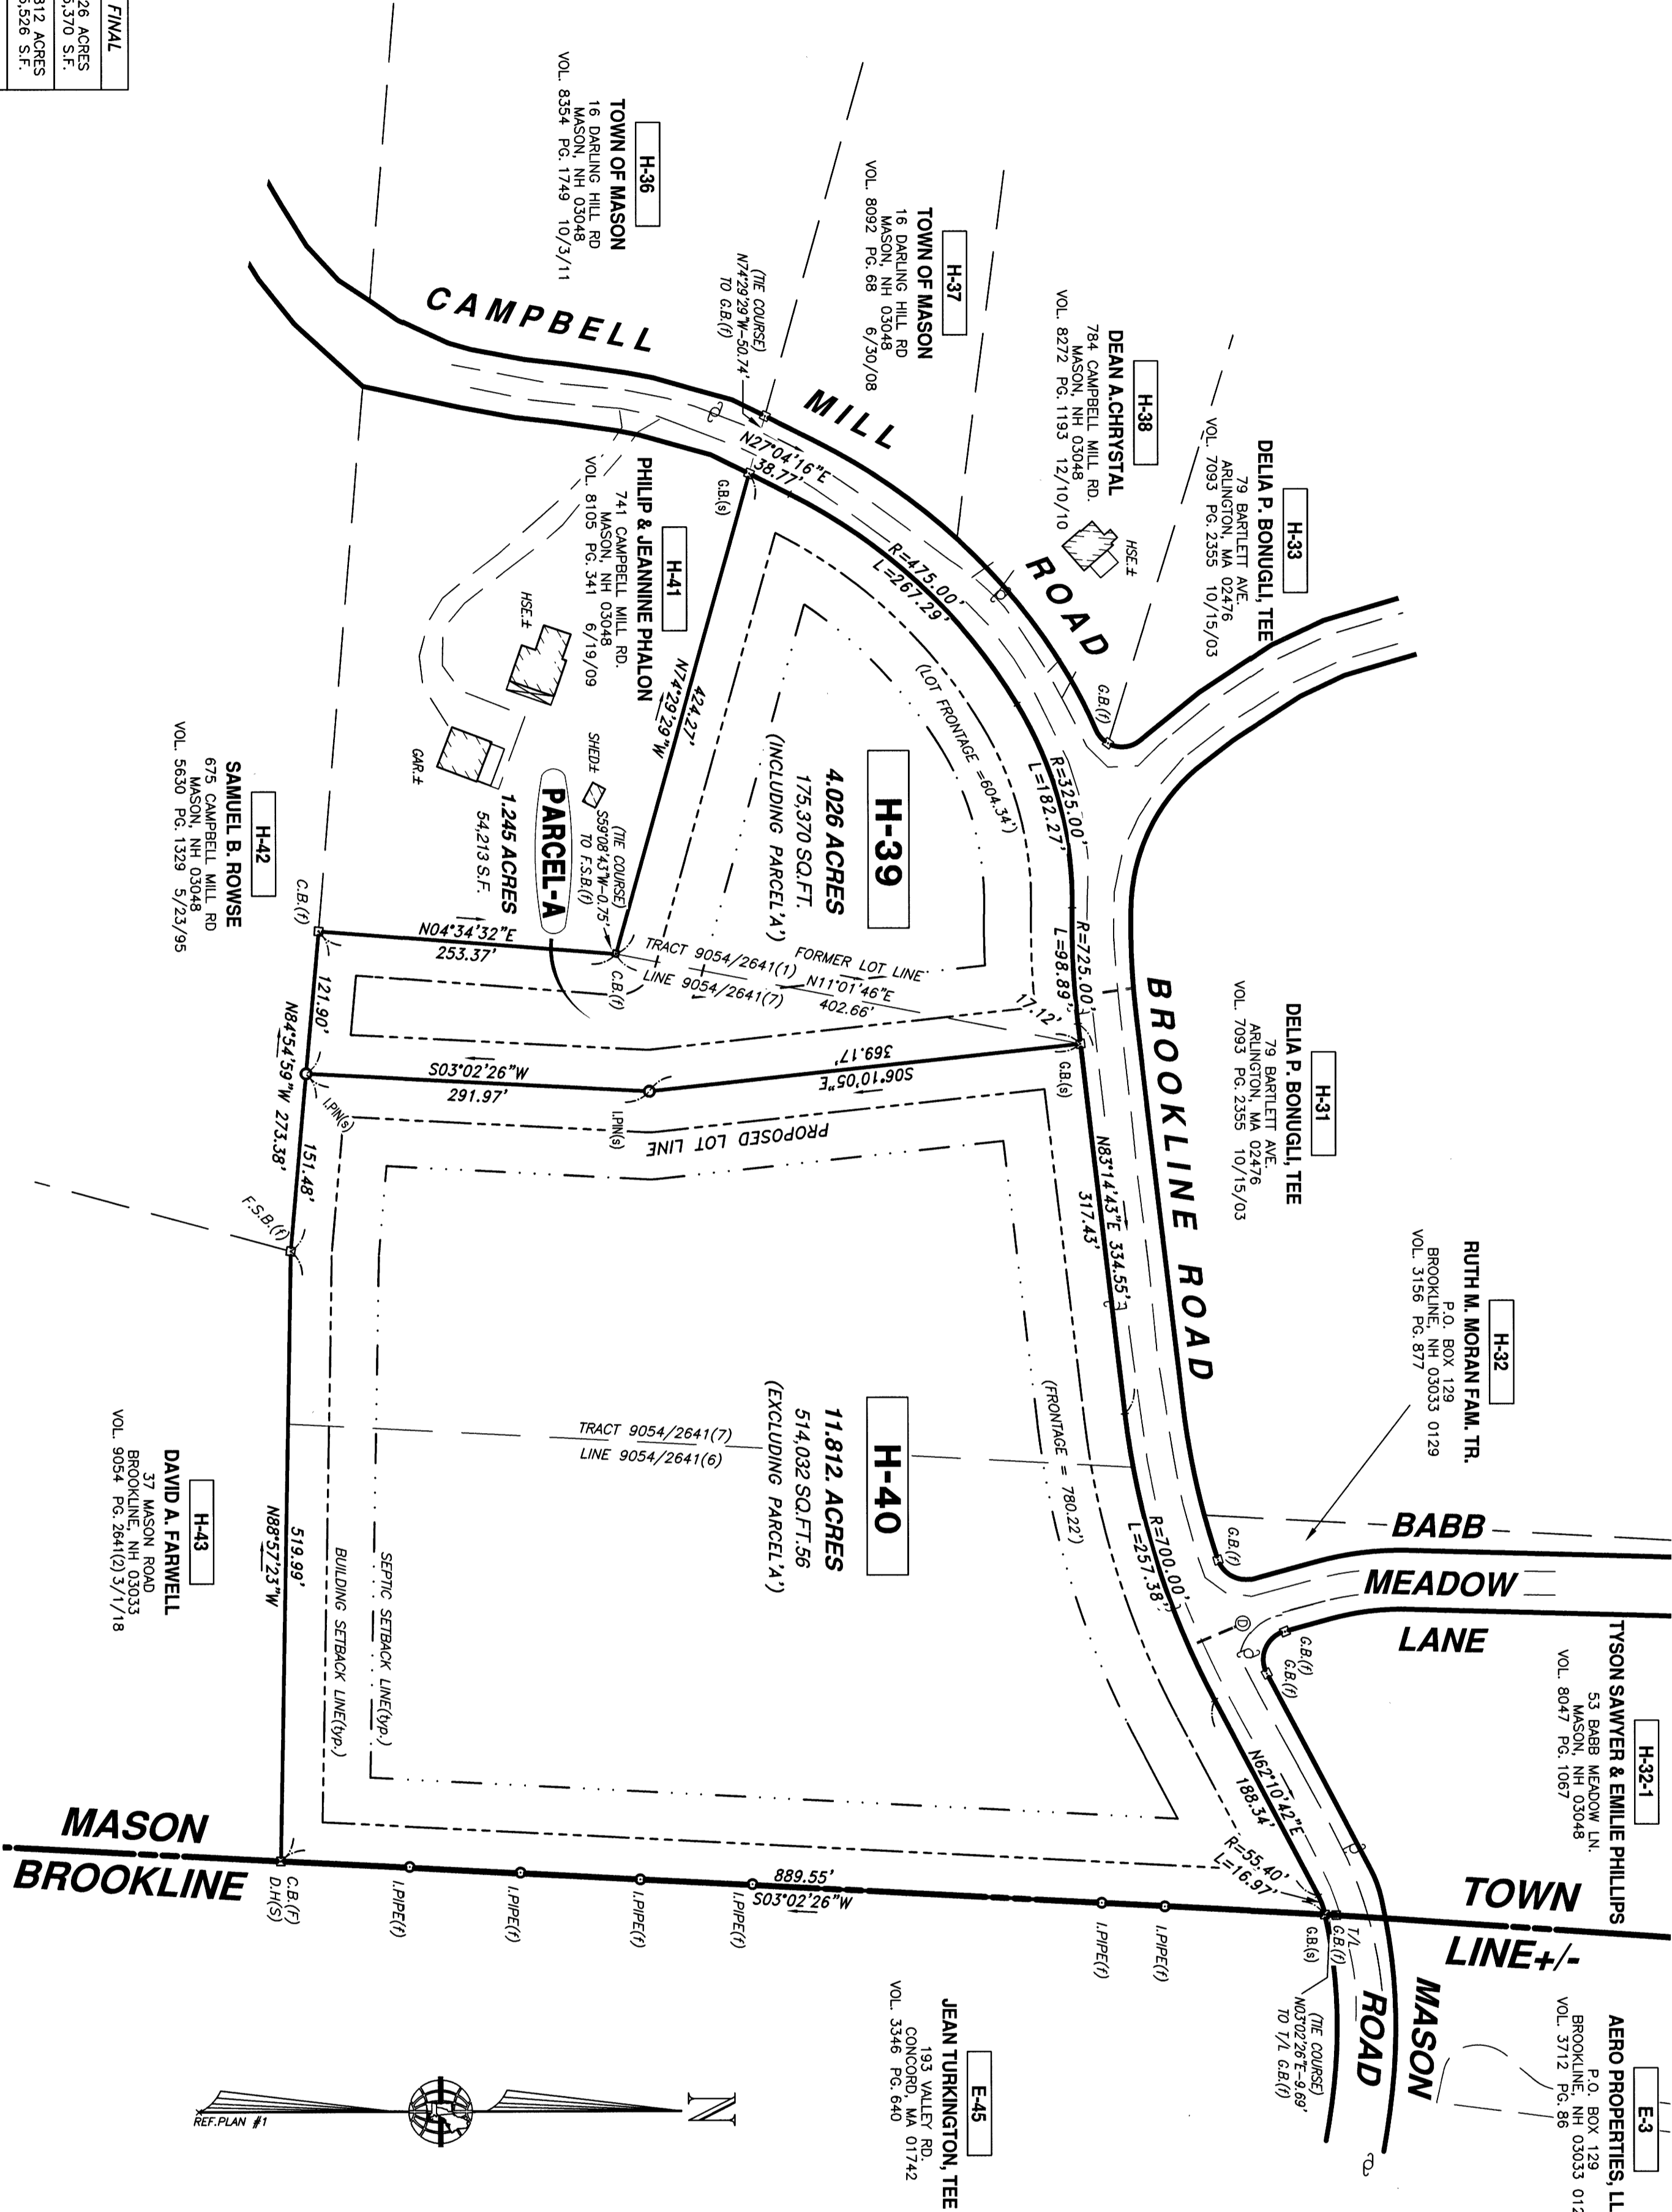 FINAL
26 ACRES
5,370 S.F.
812 ACRES
5,526 S.F.
H-36
TOWN OF MASON
16 DARLING HILL RD
MASON, NH 03048
VOL. 8354 PG. 1749 10/3/11
H-37
TOWN OF MASON
16 DARLING HILL RD
MASON, NH 03048
VOL. 8092 PG. 68 6/30/08
H-38
DEAN A.CHRYSTAL
784 CAMPBELL MILL RD.
MASON, NH 03048
VOL. 8272 PG. 1193 12/10/10
HSE.±
H-33
DELIA P. BONUGLI, TEE
79 BARTLETT AVE.
ARLINGTON, MA 02476
VOL. 7093 PG. 2355 10/15/03
CAMPBELL MILL ROAD
(TIE COURSE)
N74°29'29"W-50.74'
TO G.B.(f)
N27°04'16"E
38.77'
G.B.(s)
R=475.00'
L=267.29'
(LOT FRONTAGE =604.34')
G.B.(f)
R=325.00'
L=182.27'
R=725.00'
L=98.89'
17.12'
G.B.(s)
H-41
PHILIP & JEANNINE PHALON
741 CAMPBELL MILL RD.
MASON, NH 03048
VOL. 8105 PG. 341 6/19/09
HSE.±
GAR.±
SHED±
424.27'
N74°29'29"W
(TIE COURSE)
S59°08'43"W-0.75'
TO F.S.B.(f)
H-39
4.026 ACRES
175,370 SQ.FT.
(INCLUDING PARCEL'A')
PARCEL-A
1.245 ACRES
54,213 S.F.
C.B.(f)
TRACT 9054/2641(1)
LINE 9054/2641(7)
FORMER LOT LINE
N11°01'46"E
402.66'
H-42
SAMUEL B. ROWSE
675 CAMPBELL MILL RD
MASON, NH 03048
VOL. 5630 PG. 1329 5/23/95
C.B.(f)
N04°34'32"E
253.37'
121.90'
N84°54'59"W 273.38'
151.48'
I.PIN(s)
F.S.B.(f)
S03°02'26"W
291.97'
I.PIN(s)
369.17'
S06°10'05"E
PROPOSED LOT LINE
BROOKLINE ROAD
H-31
DELIA P. BONUGLI, TEE
79 BARTLETT AVE.
ARLINGTON, MA 02476
VOL. 7093 PG. 2355 10/15/03
N83°14'43"E 334.55'
317.43'
H-32
RUTH M. MORAN FAM. TR.
P.O. BOX 129
BROOKLINE, NH 03033 0129
VOL. 3156 PG.877
(FRONTAGE = 780.22')
H-40
11.812. ACRES
514,032 SQ.FT.56
(EXCLUDING PARCEL'A')
TRACT 9054/2641(7)
LINE 9054/2641(6)
R=700.00'
L=257.38'
G.B.(f)
BABB
MEADOW
LANE
D
G.B.(f)
G.B.(f)
H-32-1
TYSON SAWYER & EMILIE PHILLIPS
53 BABB MEADOW LN.
MASON, NH 03048
VOL. 8047 PG. 1067
H-43
DAVID A. FARWELL
37 MASON ROAD
BROOKLINE, NH 03033
VOL. 9054 PG. 2641(2) 3/1/18
519.99'
N88°57'23"W
BUILDING SETBACK LINE(typ.)
SEPTIC SETBACK LINE(typ.)
N62°10'42"E
188.34'
R=55.40'
L=16.97'
MASON
BROOKLINE
C.B.(F)
D.H(S)
I.PIPE(f)
I.PIPE(f)
I.PIPE(f)
I.PIPE(f)
889.55'
S03°02'26"W
I.PIPE(f)
I.PIPE(f)
G.B.(s)
G.B.(f)
T/L
TOWN
LINE+/-
MASON
ROAD
(TIE COURSE)
N03°02'26"E-9.69'
TO T/L G.B.(f)
E-3
AERO PROPERTIES, LL
P.O. BOX 129
BROOKLINE, NH 03033 012
VOL. 3712 PG.86
E-45
JEAN TURKINGTON, TEE
193 VALLEY RD.
CONCORD, MA 01742
VOL. 3346 PG. 640
N
REF.PLAN #1